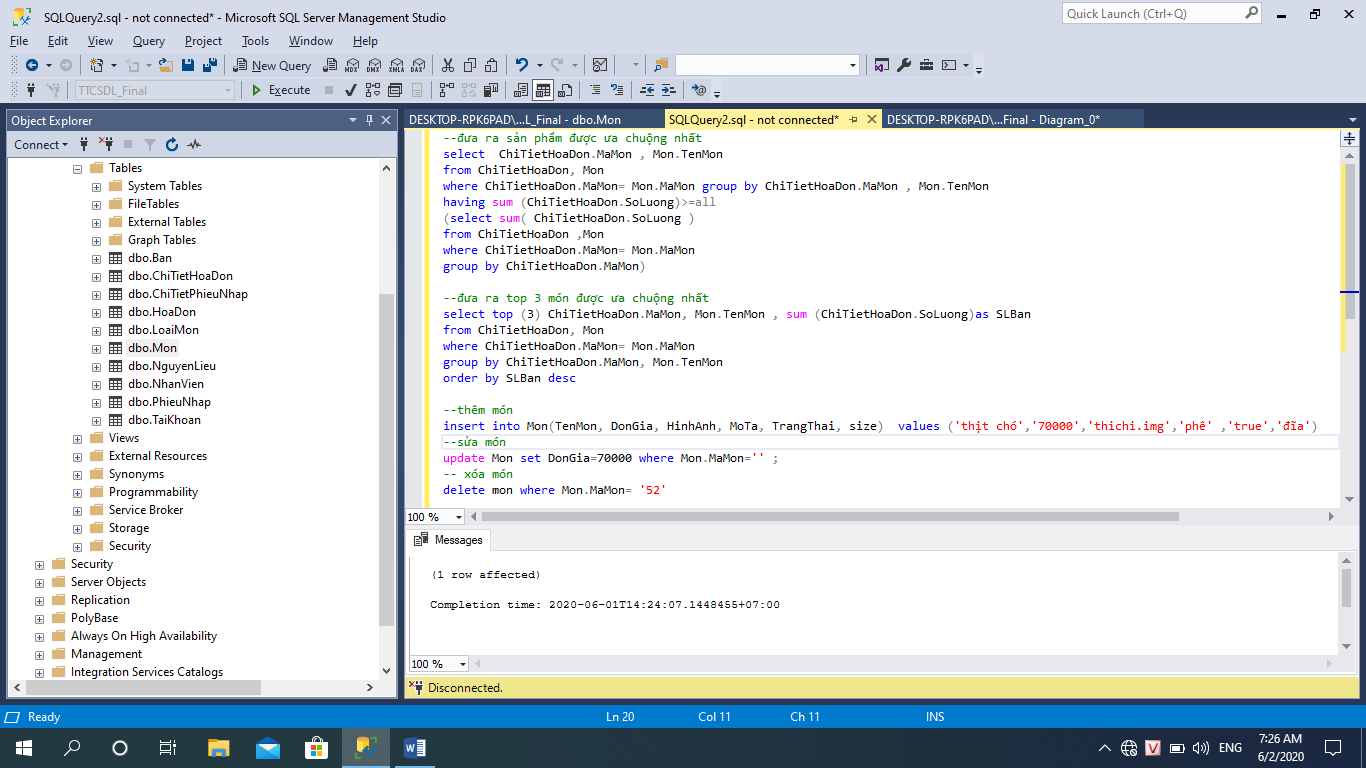 SQLQuery2.sql - not connected* - Microsoft SQL Server Management Studio
Quick Launch (Ctrl+Q)
File Edit View Query Project Tools Window Help
New Query MDX DMX XMLA DAX
TTCSDL_Final Execute
Object Explorer
DESKTOP-RPK6PAD\...L_Final - dbo.Mon SQLQuery2.sql - not connected* DESKTOP-RPK6PAD\...Final - Diagram_0*
Connect
Tables
System Tables
FileTables
External Tables
Graph Tables
dbo.Ban
dbo.ChiTietHoaDon
dbo.ChiTietPhieuNhap
dbo.HoaDon
dbo.LoaiMon
dbo.Mon
dbo.NguyenLieu
dbo.NhanVien
dbo.PhieuNhap
dbo.TaiKhoan
Views
External Resources
Synonyms
Programmability
Service Broker
Storage
Security
Security
Server Objects
Replication
PolyBase
Always On High Availability
Management
Integration Services Catalogs
--đưa ra sản phẩm được ưa chuộng nhất
select  ChiTietHoaDon.MaMon , Mon.TenMon
from ChiTietHoaDon, Mon
where ChiTietHoaDon.MaMon= Mon.MaMon group by ChiTietHoaDon.MaMon , Mon.TenMon
having sum (ChiTietHoaDon.SoLuong)>=all
(select sum( ChiTietHoaDon.SoLuong )
from ChiTietHoaDon ,Mon
where ChiTietHoaDon.MaMon= Mon.MaMon
group by ChiTietHoaDon.MaMon)
--đưa ra top 3 món được ưa chuộng nhất
select top (3) ChiTietHoaDon.MaMon, Mon.TenMon , sum (ChiTietHoaDon.SoLuong)as SLBan
from ChiTietHoaDon, Mon
where ChiTietHoaDon.MaMon= Mon.MaMon
group by ChiTietHoaDon.MaMon, Mon.TenMon
order by SLBan desc
--thêm món
insert into Mon(TenMon, DonGia, HinhAnh, MoTa, TrangThai, size)  values ('thịt chó','70000','thichi.img','phê' ,'true','đĩa')
--sửa món
update Mon set DonGia=70000 where Mon.MaMon='' ;
-- xóa món
delete mon where Mon.MaMon= '52'
100 %
Messages
(1 row affected)
Completion time: 2020-06-01T14:24:07.1448455+07:00
100 %
Disconnected.
Ready Ln 20 Col 11 Ch 11 INS
ENG 7:26 AM
6/2/2020